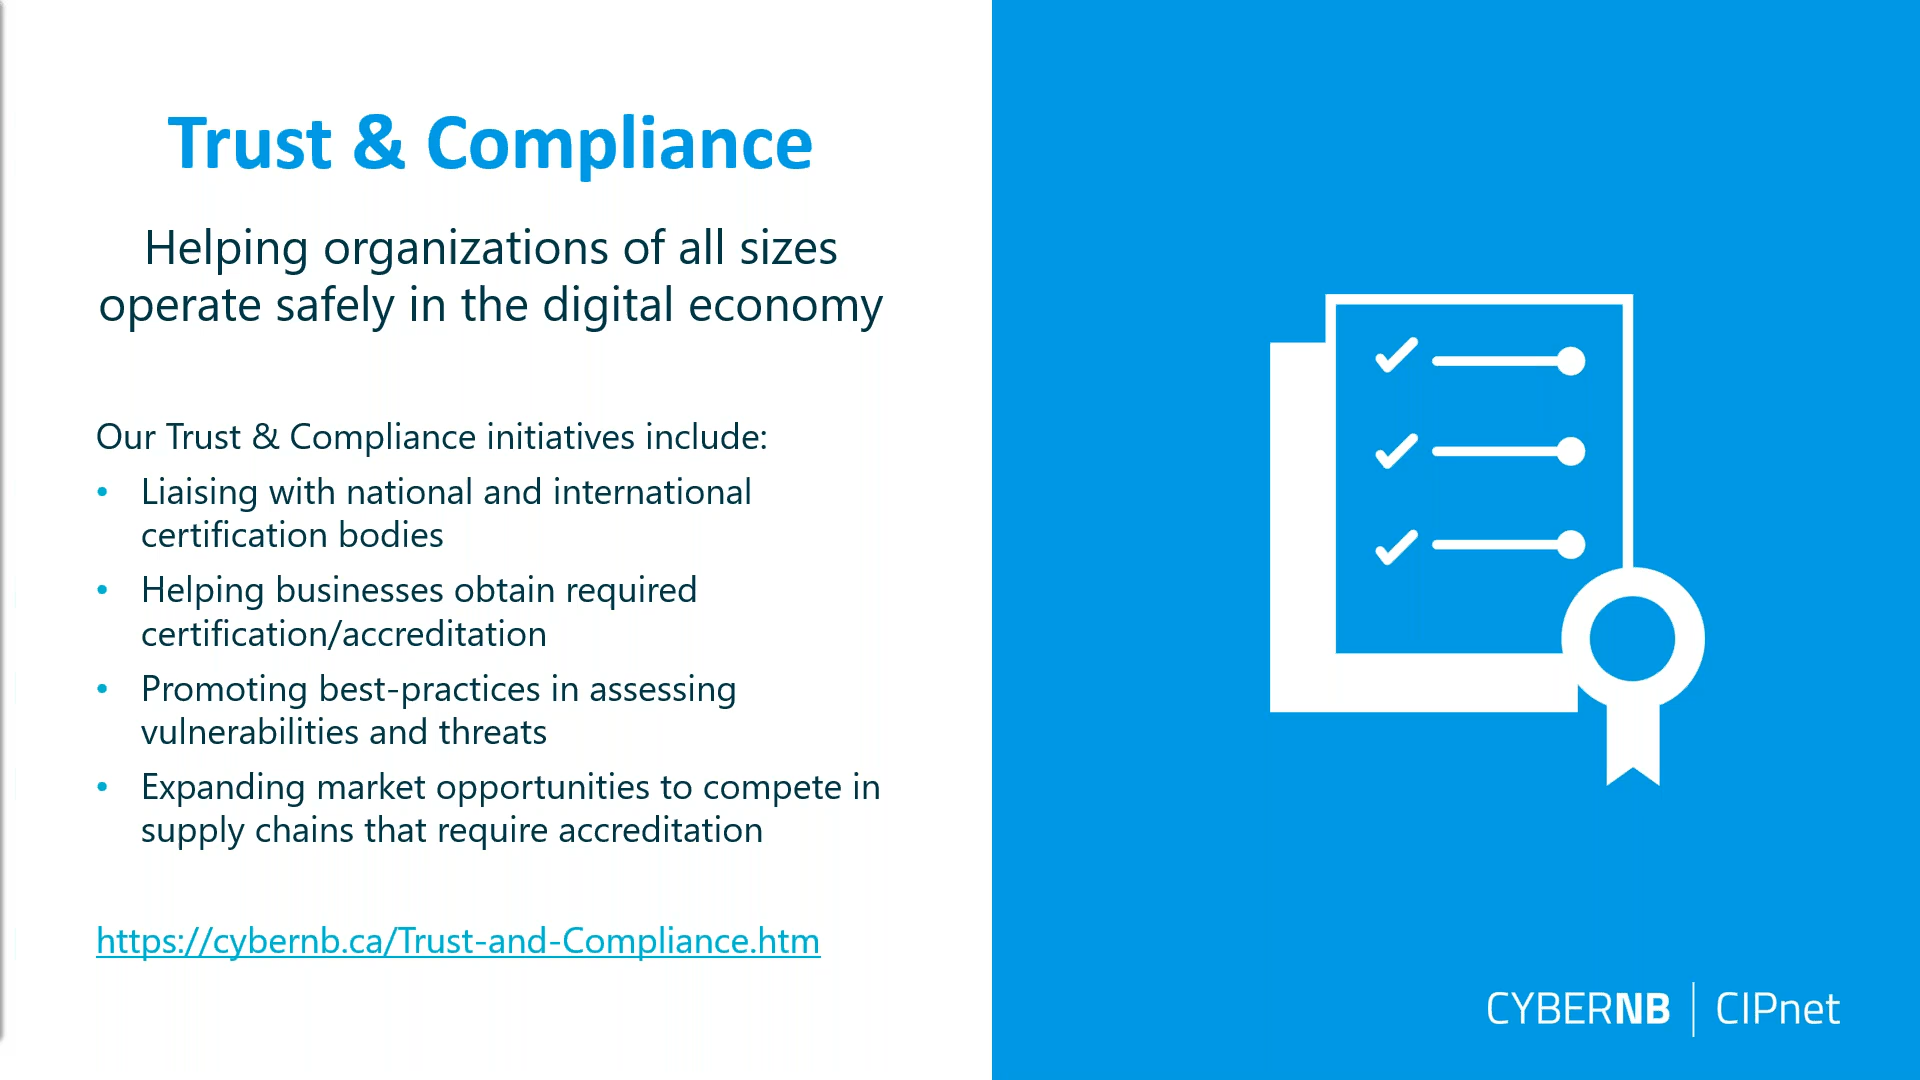 Trust & Compliance
Helping organizations of all sizes
operate safely in the digital economy
Our Trust & Compliance initiatives include:
• Liaising with national and international
certification bodies
• Helping businesses obtain required
certification/accreditation
• Promoting best-practices in assessing
vulnerabilities and threats
• Expanding market opportunities to compete in
supply chains that require accreditation
https://cybernb.ca/Trust-and-Compliance.htm
CYBERNB | CIPnet